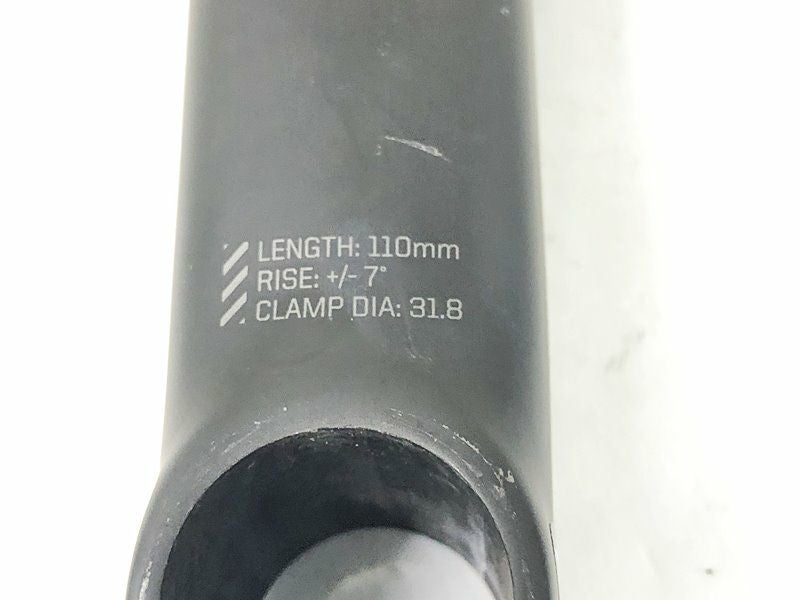 LENGTH: 110mm
RISE: +/- 7°
CLAMP DIA: 31.8